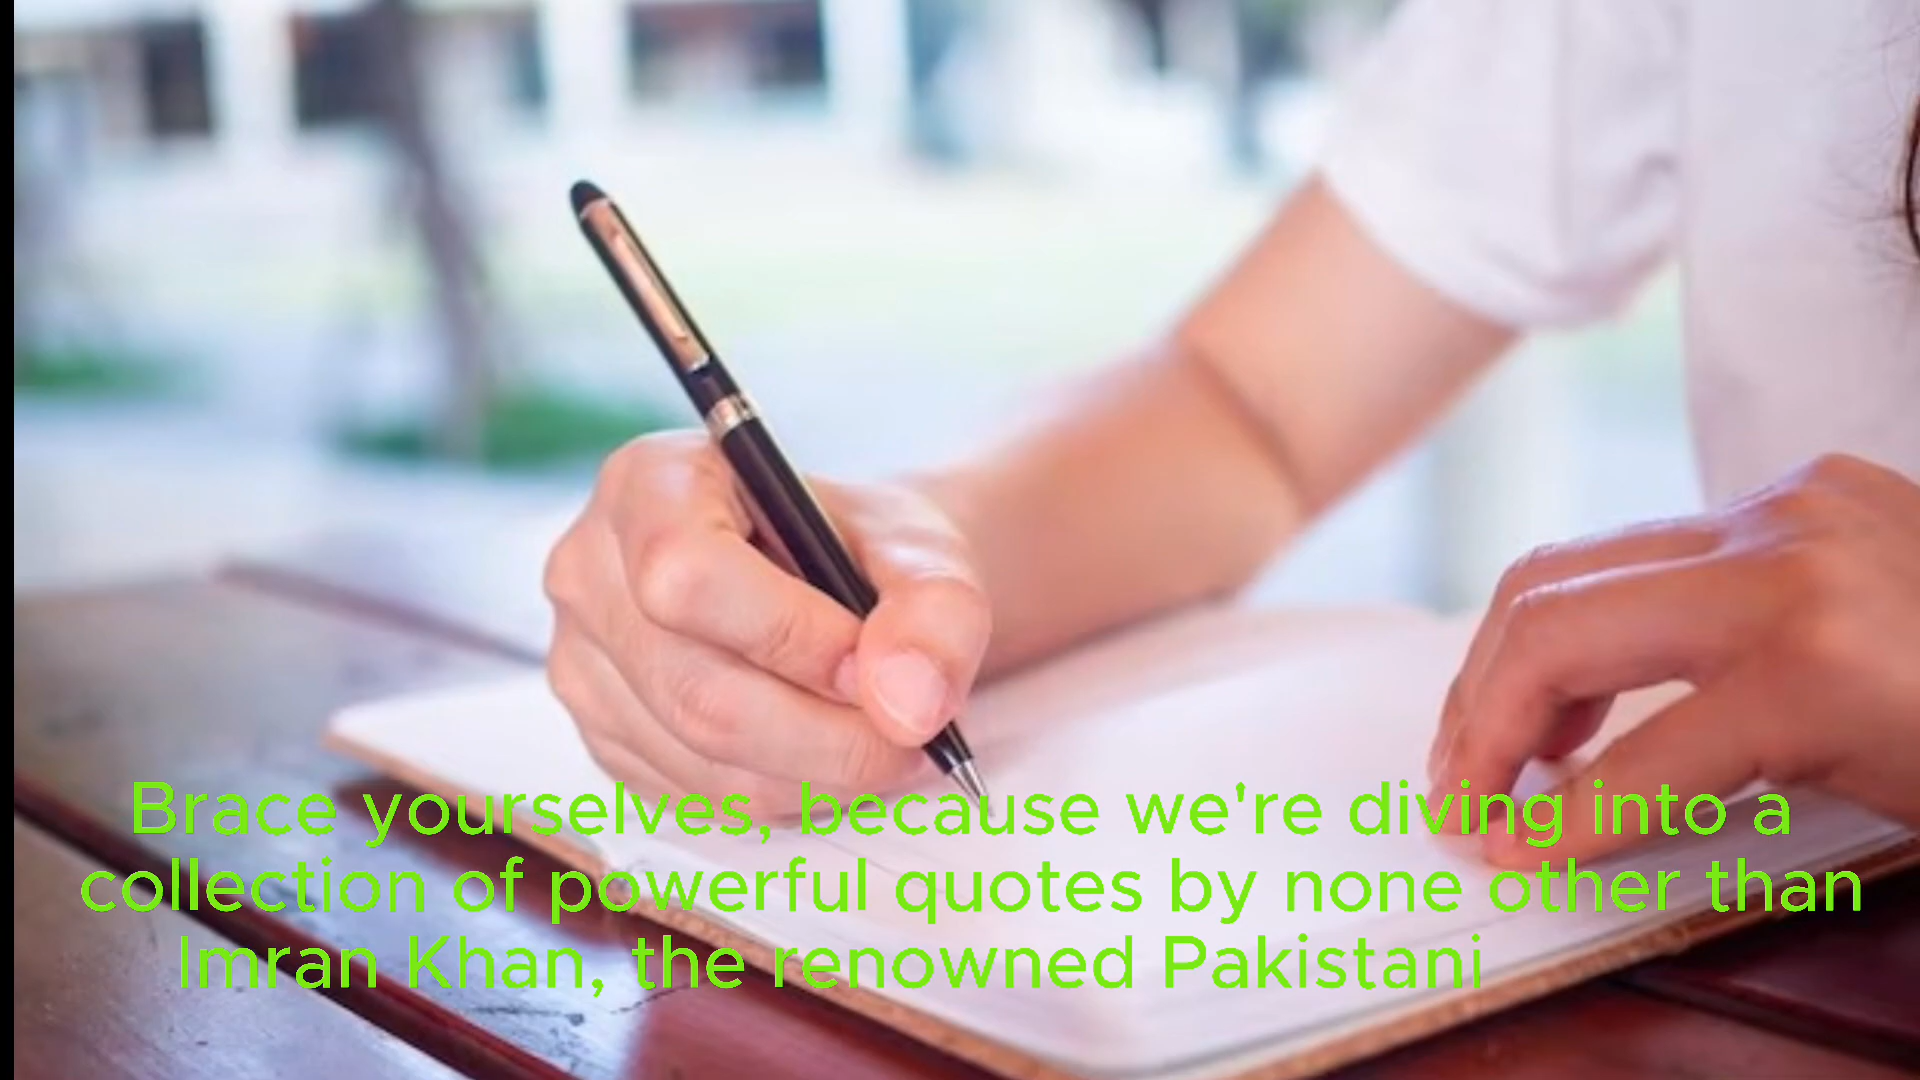 Brace yourselves, because we're diving into a
collection of powerful quotes by none other than
Imran Khan, the renowned Pakistani